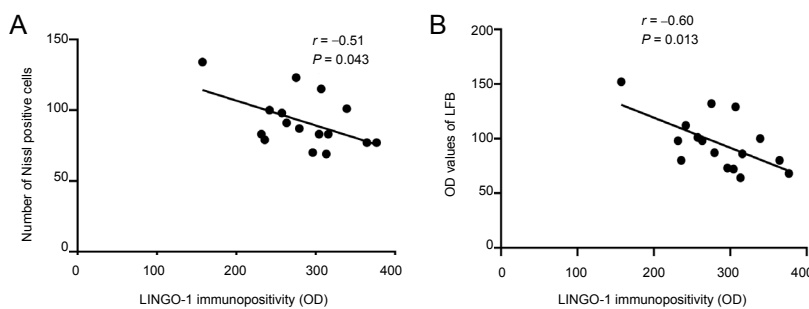 A
r = −0.51
P = 0.043
Number of Nissl positive cells
150
100
50
0
0 100 200 300 400
LINGO-1 immunopositivity (OD)
B
r = −0.60
P = 0.013
OD values of LFB
200
150
100
50
0
0 100 200 300 400
LINGO-1 immunopositivity (OD)